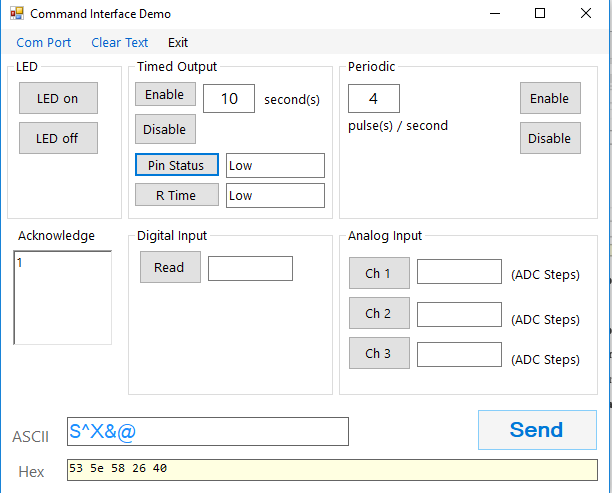 Command Interface Demo
Com Port Clear Text Exit
LED
LED on
LED off
Timed Output
Enable 10 second(s)
Disable
Pin Status Low
R Time Low
Periodic
4 Enable
pulse(s) / second
Disable
Acknowledge
1
Digital Input
Read
Analog Input
Ch 1 (ADC Steps)
Ch 2 (ADC Steps)
Ch 3 (ADC Steps)
ASCII S^X&@
Send
Hex 53 5e 58 26 40